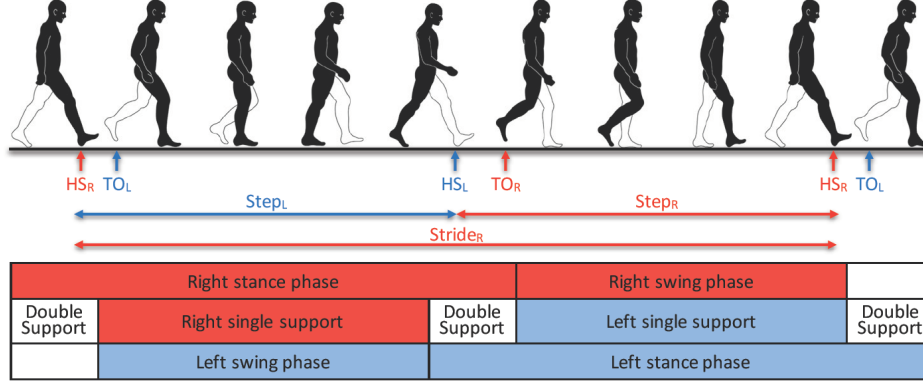 HSR TOL HSL TOR HSR TOL
StepL StepR
StrideR
Right stance phase Right swing phase
Double Support Right single support Double Support Left single support Double Support
Left swing phase Left stance phase